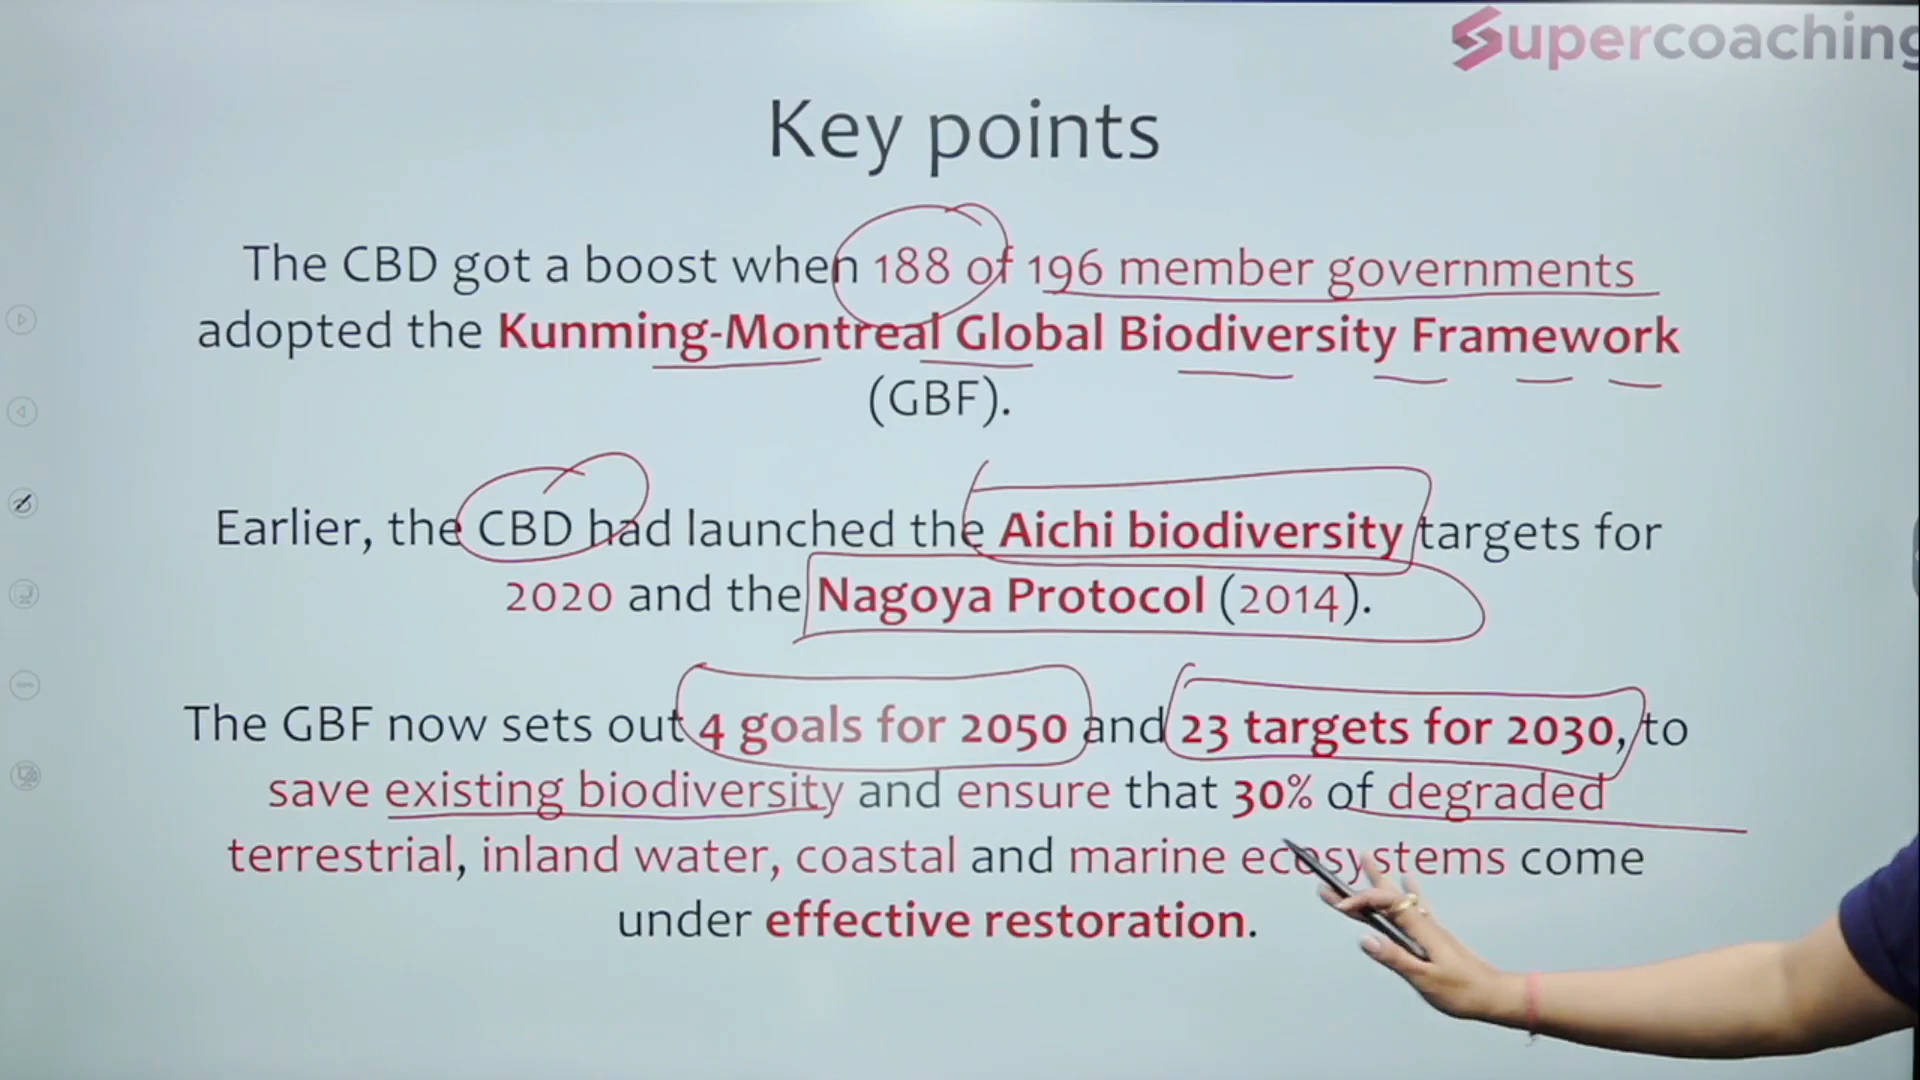 Supercoaching
Key points
The CBD got a boost when 188 of 196 member governments
adopted the Kunming-Montreal Global Biodiversity Framework
(GBF).
Earlier, the CBD had launched the Aichi biodiversity targets for
2020 and the Nagoya Protocol (2014).
The GBF now sets out 4 goals for 2050 and 23 targets for 2030, to
save existing biodiversity and ensure that 30% of degraded
terrestrial, inland water, coastal and marine ecosystems come
under effective restoration.